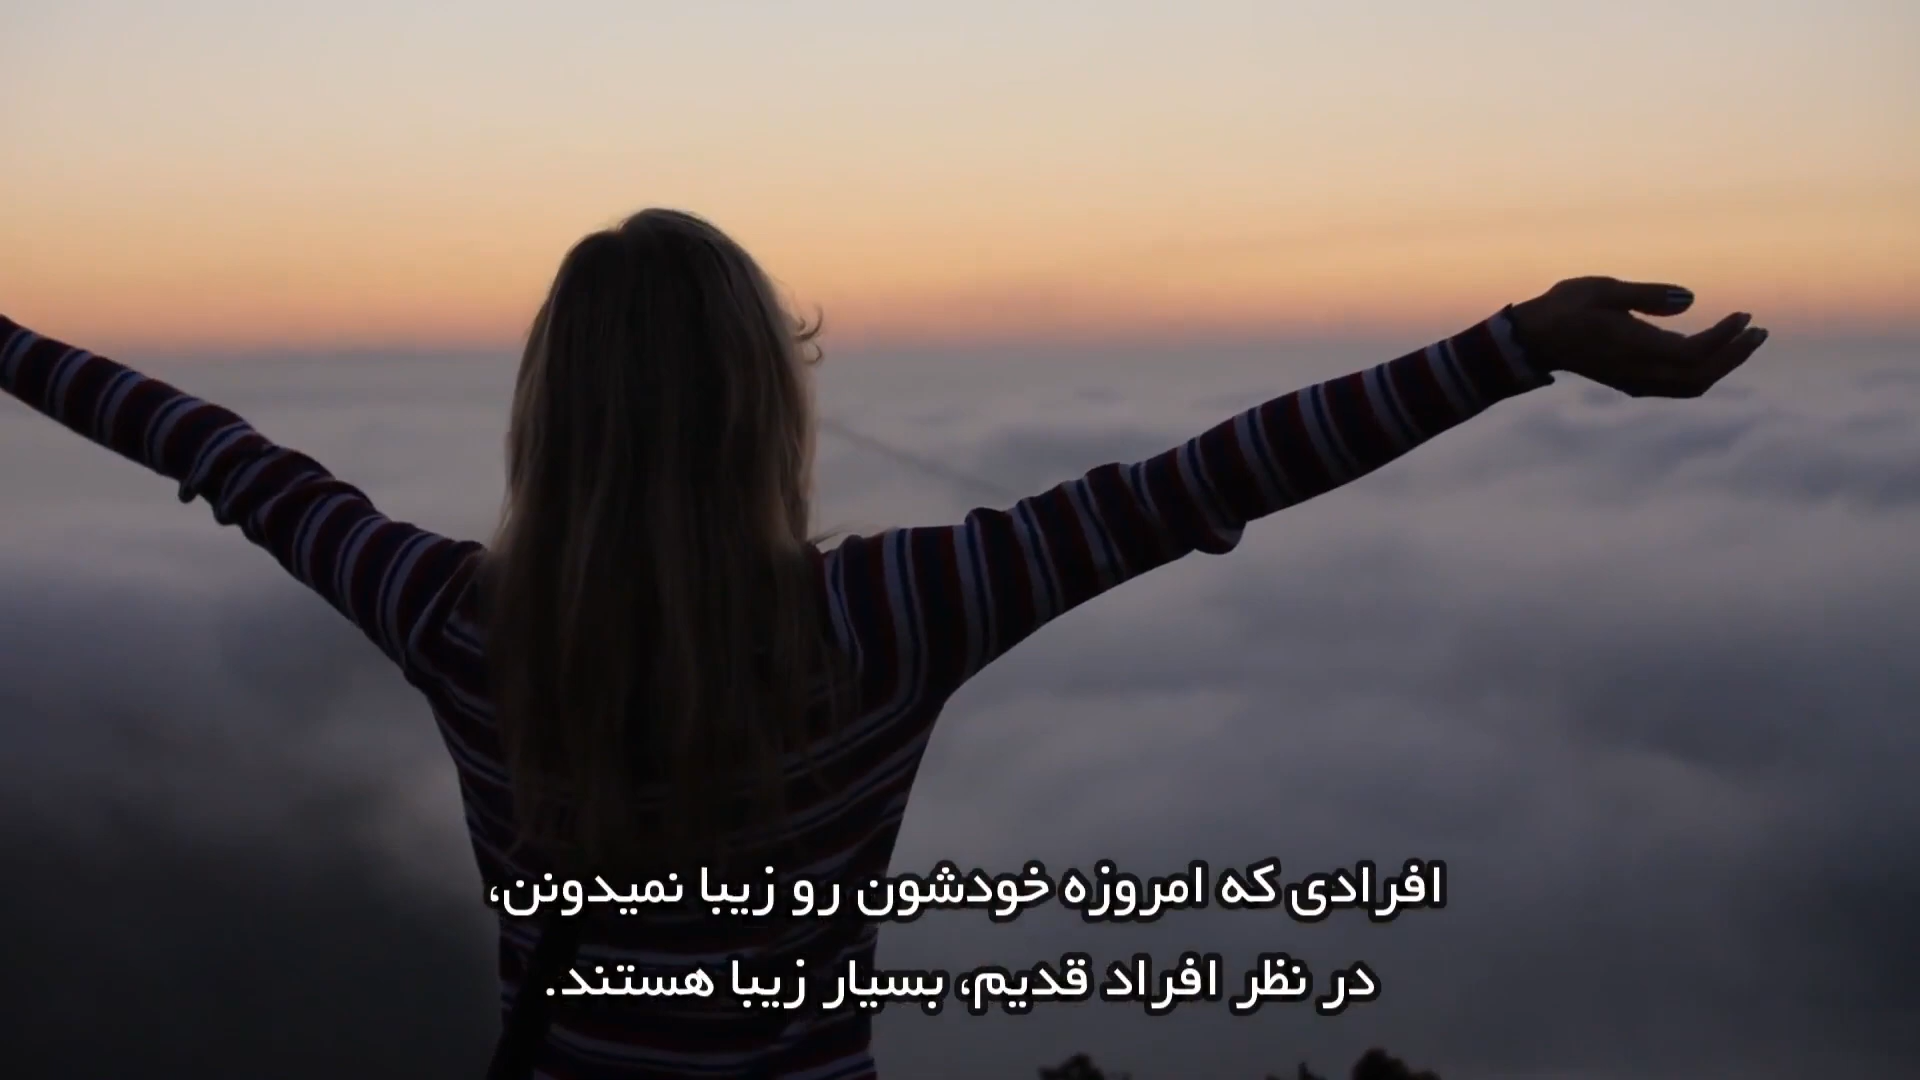 افرادی که امروزه خودشون رو زیبا نمیدونن،
در نظر افراد قدیم، بسیار زیبا هستند.